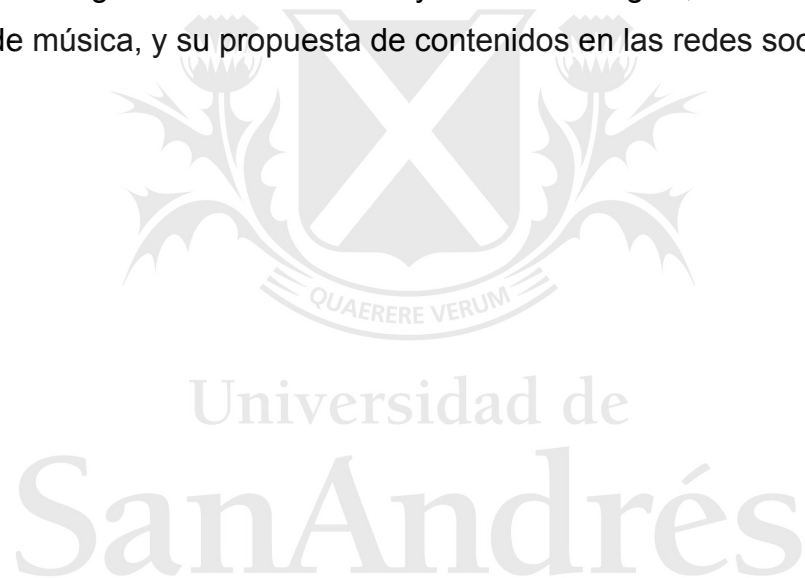 de música, y su propuesta de contenidos en las redes soc
QUAERERE VERUM
Universidad de
SanAndrés